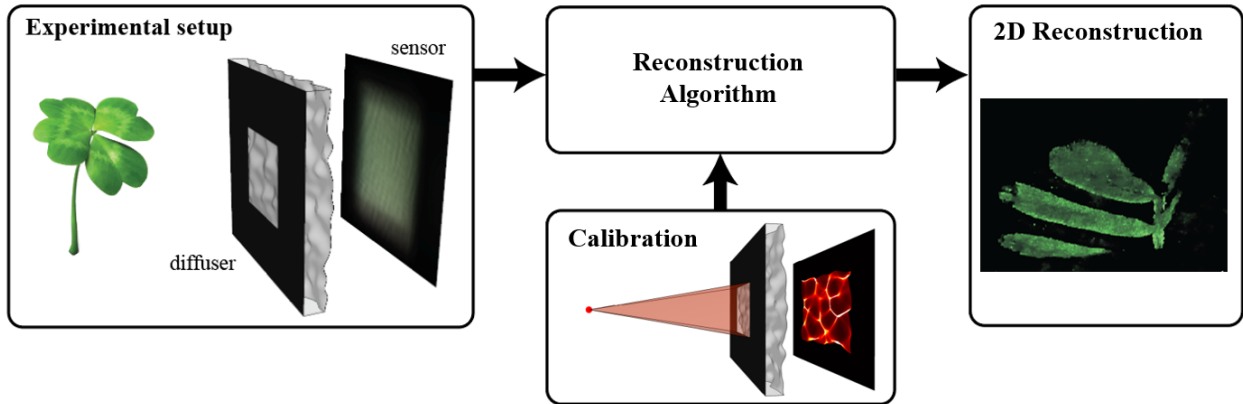 Experimental setup
sensor
diffuser
Reconstruction
Algorithm
Calibration
2D Reconstruction